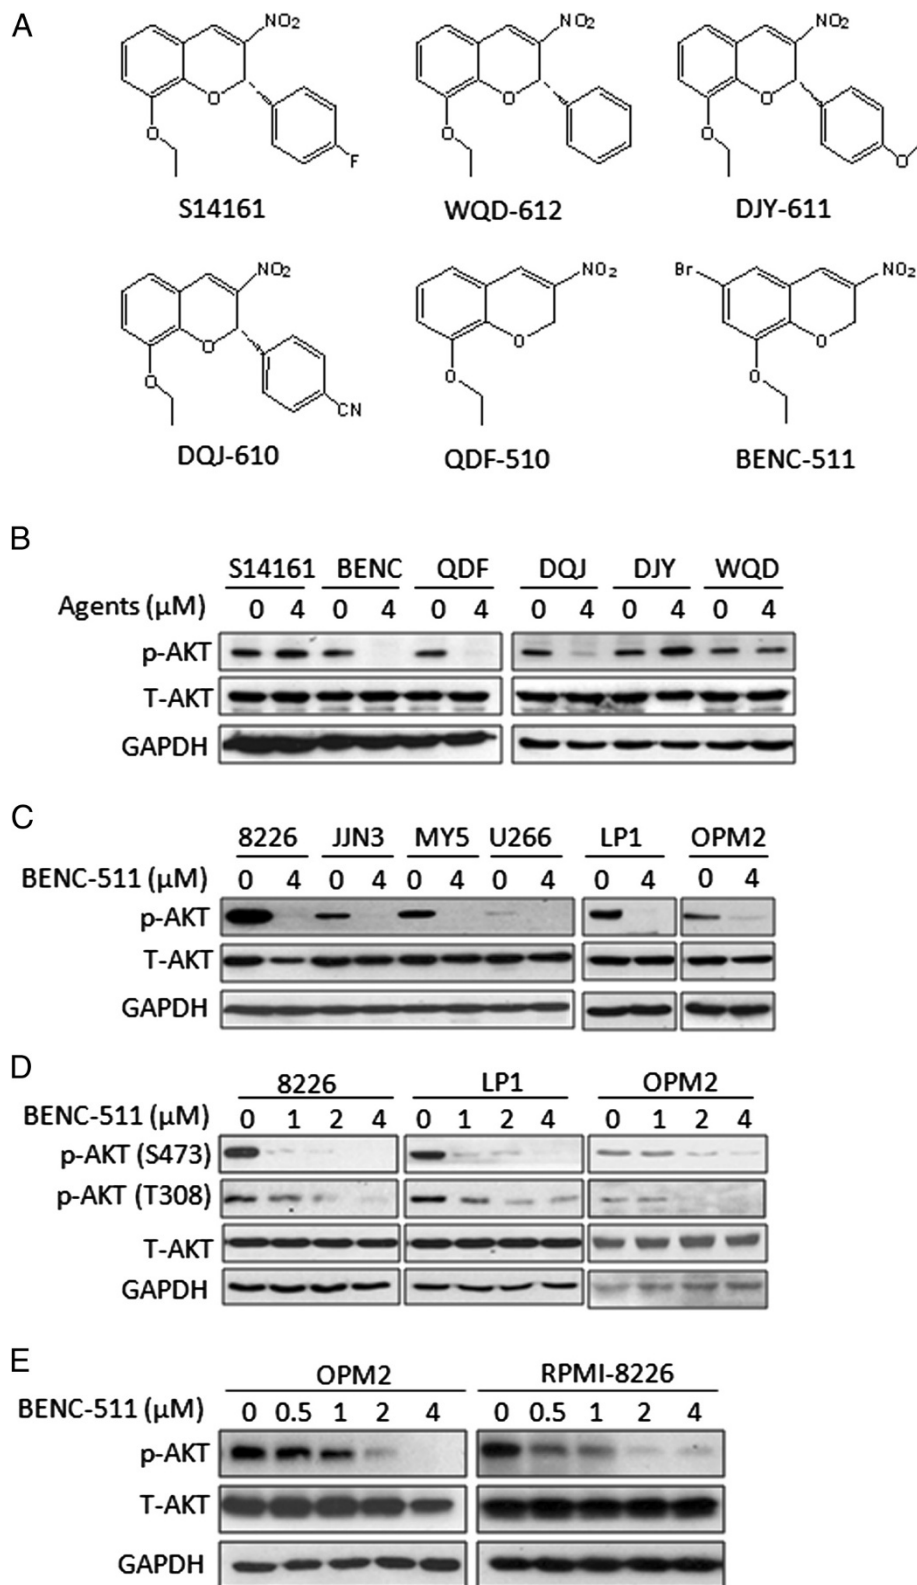 A
NO₂ NO₂ NO₂
O O O
O F O O O
S14161 WQD-612 DJY-611
NO₂ NO₂ Br NO₂
O O O
O CN O O
DQJ-610 QDF-510 BENC-511
B
S14161 BENC QDF DQJ DJY WQD
Agents (μM) 0 4 0 4 0 4 0 4 0 4 0 4
p-AKT
T-AKT
GAPDH
C
8226 JJN3 MY5 U266 LP1 OPM2
BENC-511 (μM) 0 4 0 4 0 4 0 4 0 4 0 4
p-AKT
T-AKT
GAPDH
D
8226 LP1 OPM2
BENC-511 (μM) 0 1 2 4 0 1 2 4 0 1 2 4
p-AKT (S473)
p-AKT (T308)
T-AKT
GAPDH
E
OPM2 RPMI-8226
BENC-511 (μM) 0 0.5 1 2 4 0 0.5 1 2 4
p-AKT
T-AKT
GAPDH